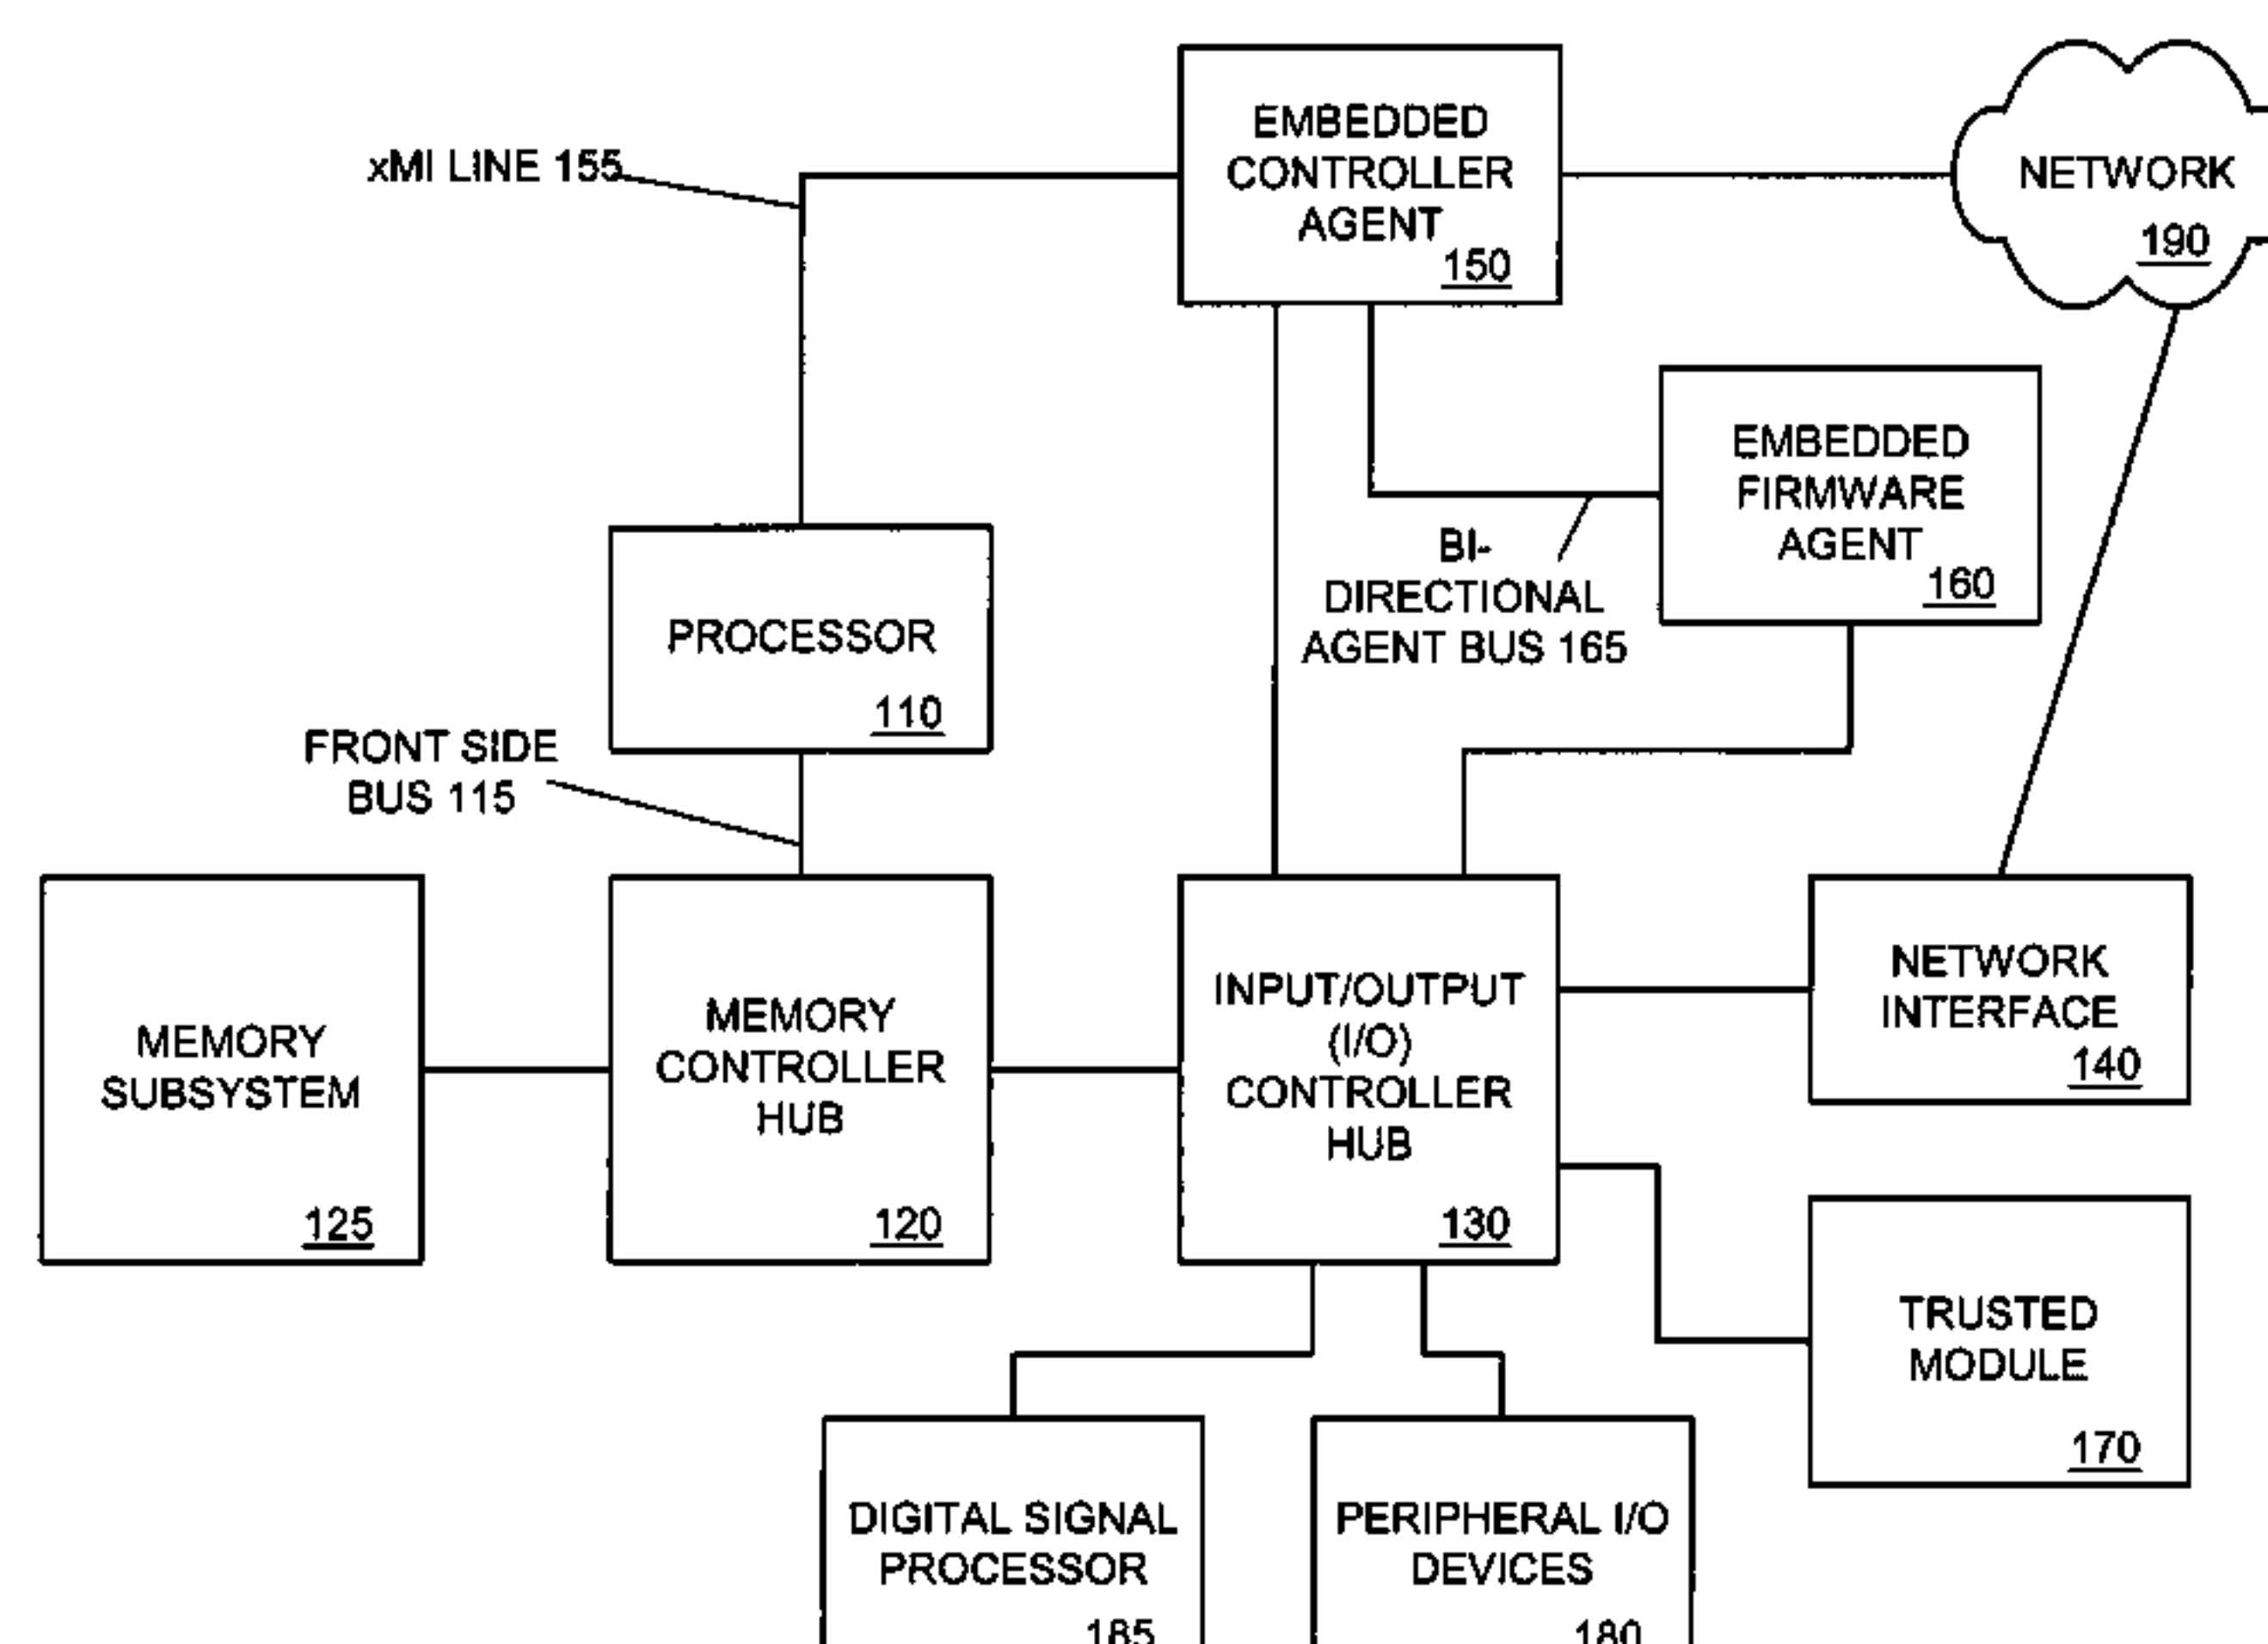 EMBEDDED
CONTROLLER
AGENT
150
xMI LINE 155
NETWORK
190
EMBEDDED
FIRMWARE
AGENT
160
BI-
DIRECTIONAL
AGENT BUS 165
PROCESSOR
110
FRONT SIDE
BUS 115
MEMORY
SUBSYSTEM
125
MEMORY
CONTROLLER
HUB
120
INPUT/OUTPUT
(I/O)
CONTROLLER
HUB
130
NETWORK
INTERFACE
140
TRUSTED
MODULE
170
DIGITAL SIGNAL
PROCESSOR
185
PERIPHERAL I/O
DEVICES
180